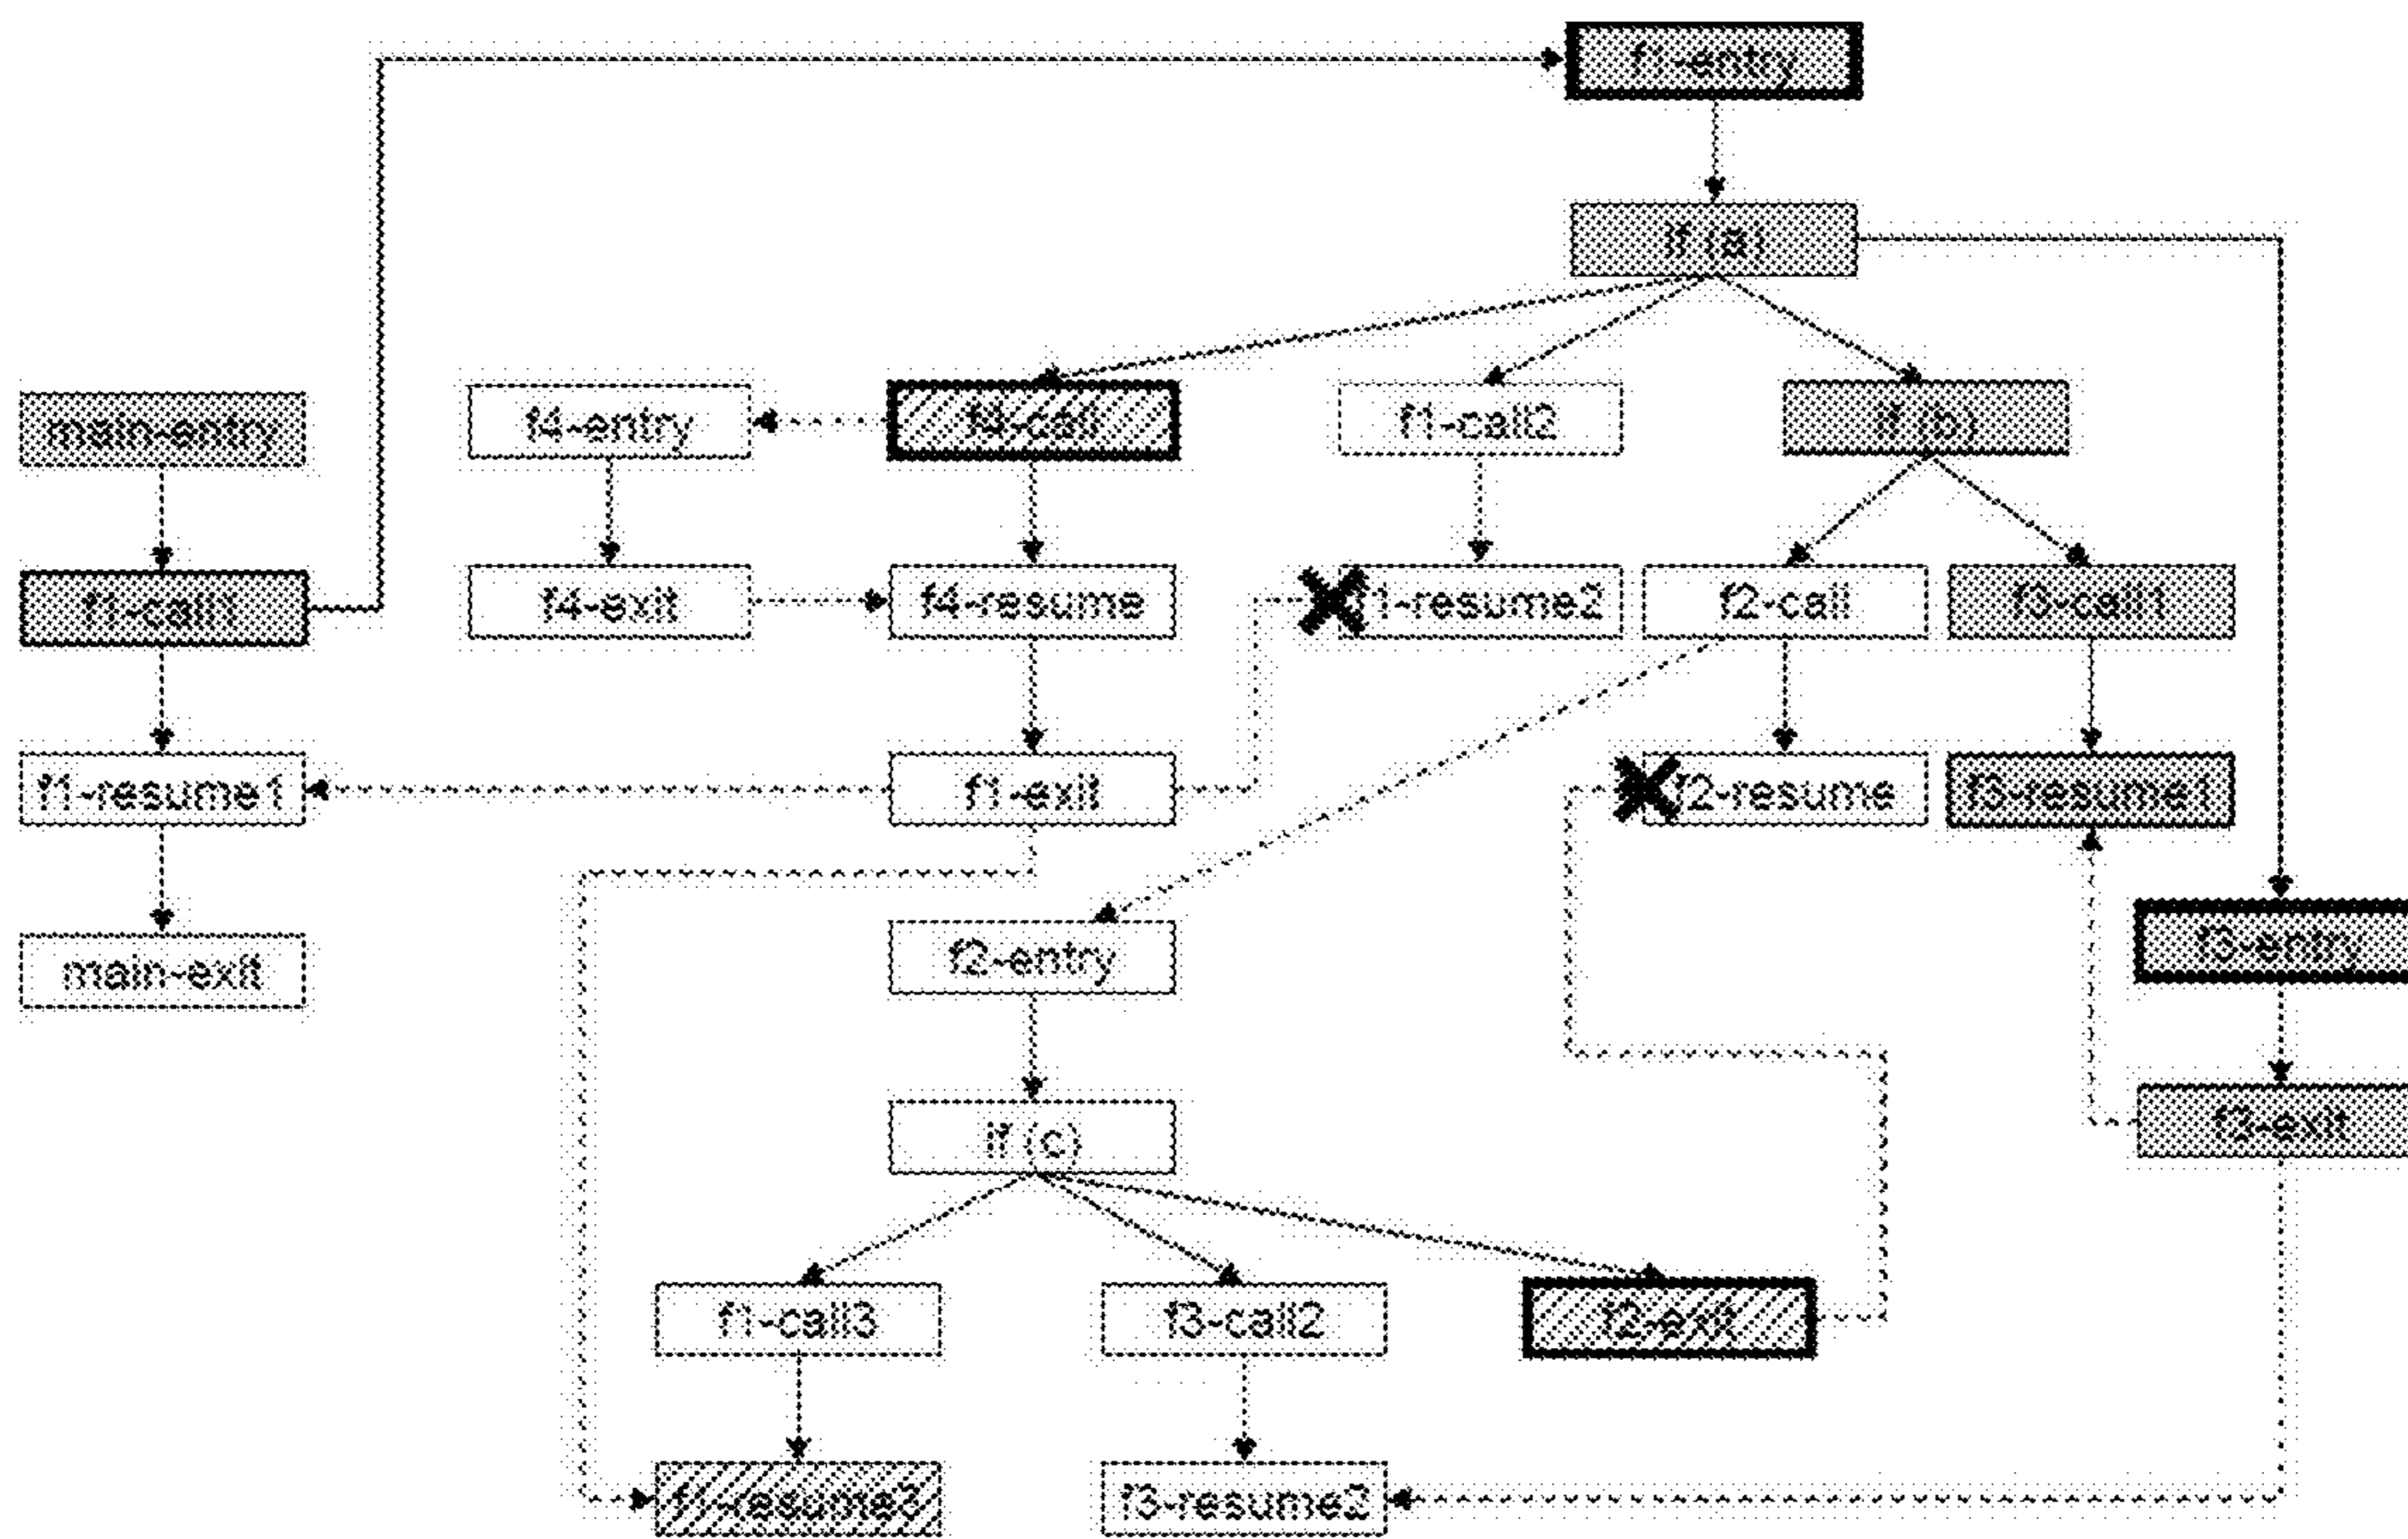 f1-entry
if (a)
main-entry
f4-entry
f4-call
f1-call2
if (b)
f1-call1
f4-exit
f4-resume
f1-resume2
f2-call
f3-call1
f1-resume1
f1-exit
f2-resume
f3-resume1
main-exit
f2-entry
f3-entry
if (c)
f3-exit
f1-call3
f3-call2
f2-exit
f1-resume3
f3-resume2